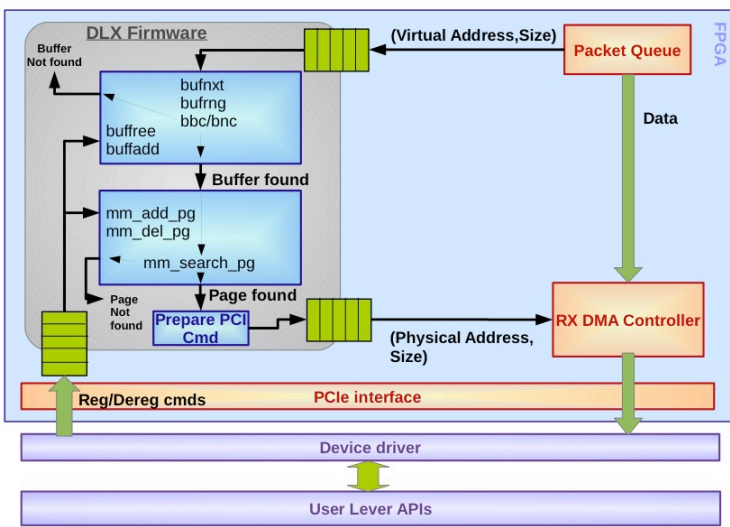 DLX Firmware
FPGA
Buffer
Not found
(Virtual Address,Size)
Packet Queue
bufnxt
bufrng
bbc/bnc
buffree
buffadd
Data
Buffer found
mm_add_pg
mm_del_pg
mm_search_pg
Page found
Page
Not
found
Prepare PCI
Cmd
RX DMA Controller
(Physical Address,
Size)
Reg/Dereg cmds
PCIe interface
Device driver
User Lever APIs